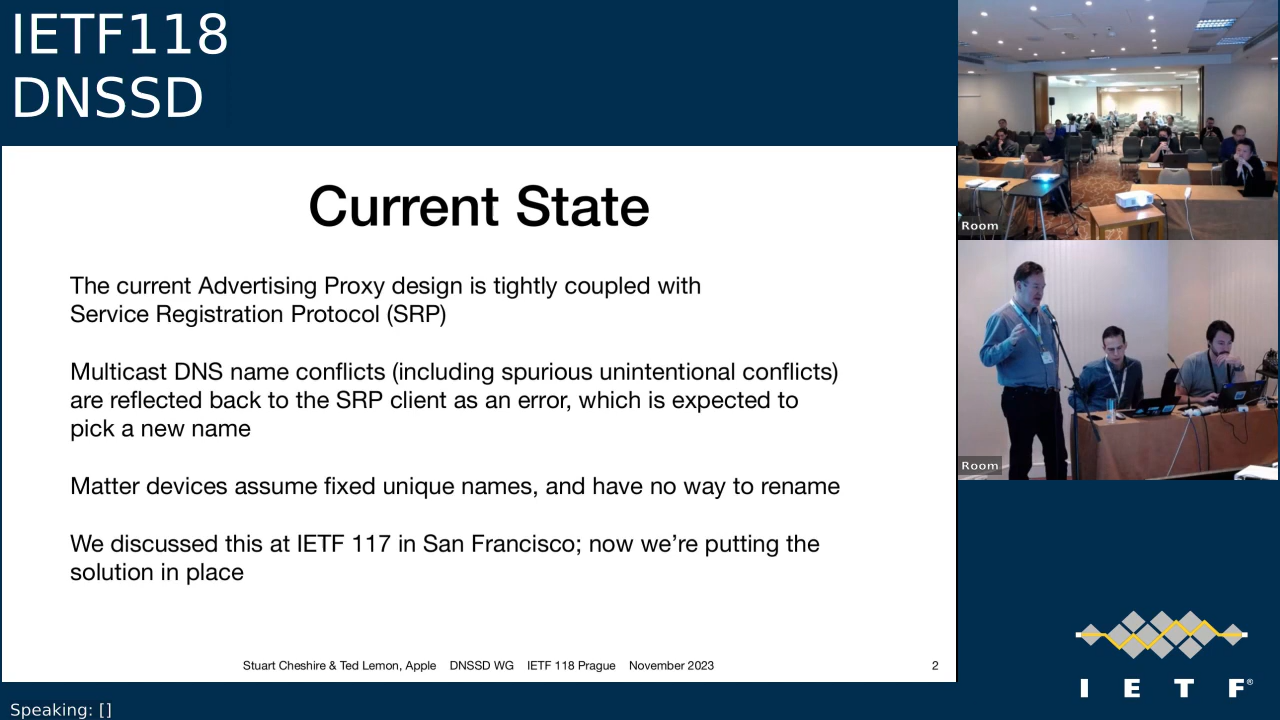 IETF118
DNSSD
Current State
The current Advertising Proxy design is tightly coupled with
Service Registration Protocol (SRP)
Multicast DNS name conflicts (including spurious unintentional conflicts)
are reflected back to the SRP client as an error, which is expected to
pick a new name
Matter devices assume fixed unique names, and have no way to rename
We discussed this at IETF 117 in San Francisco; now we’re putting the
solution in place
Stuart Cheshire & Ted Lemon, Apple DNSSD WG IETF 118 Prague November 2023 2
Room
Room
I E T F®
Speaking: []